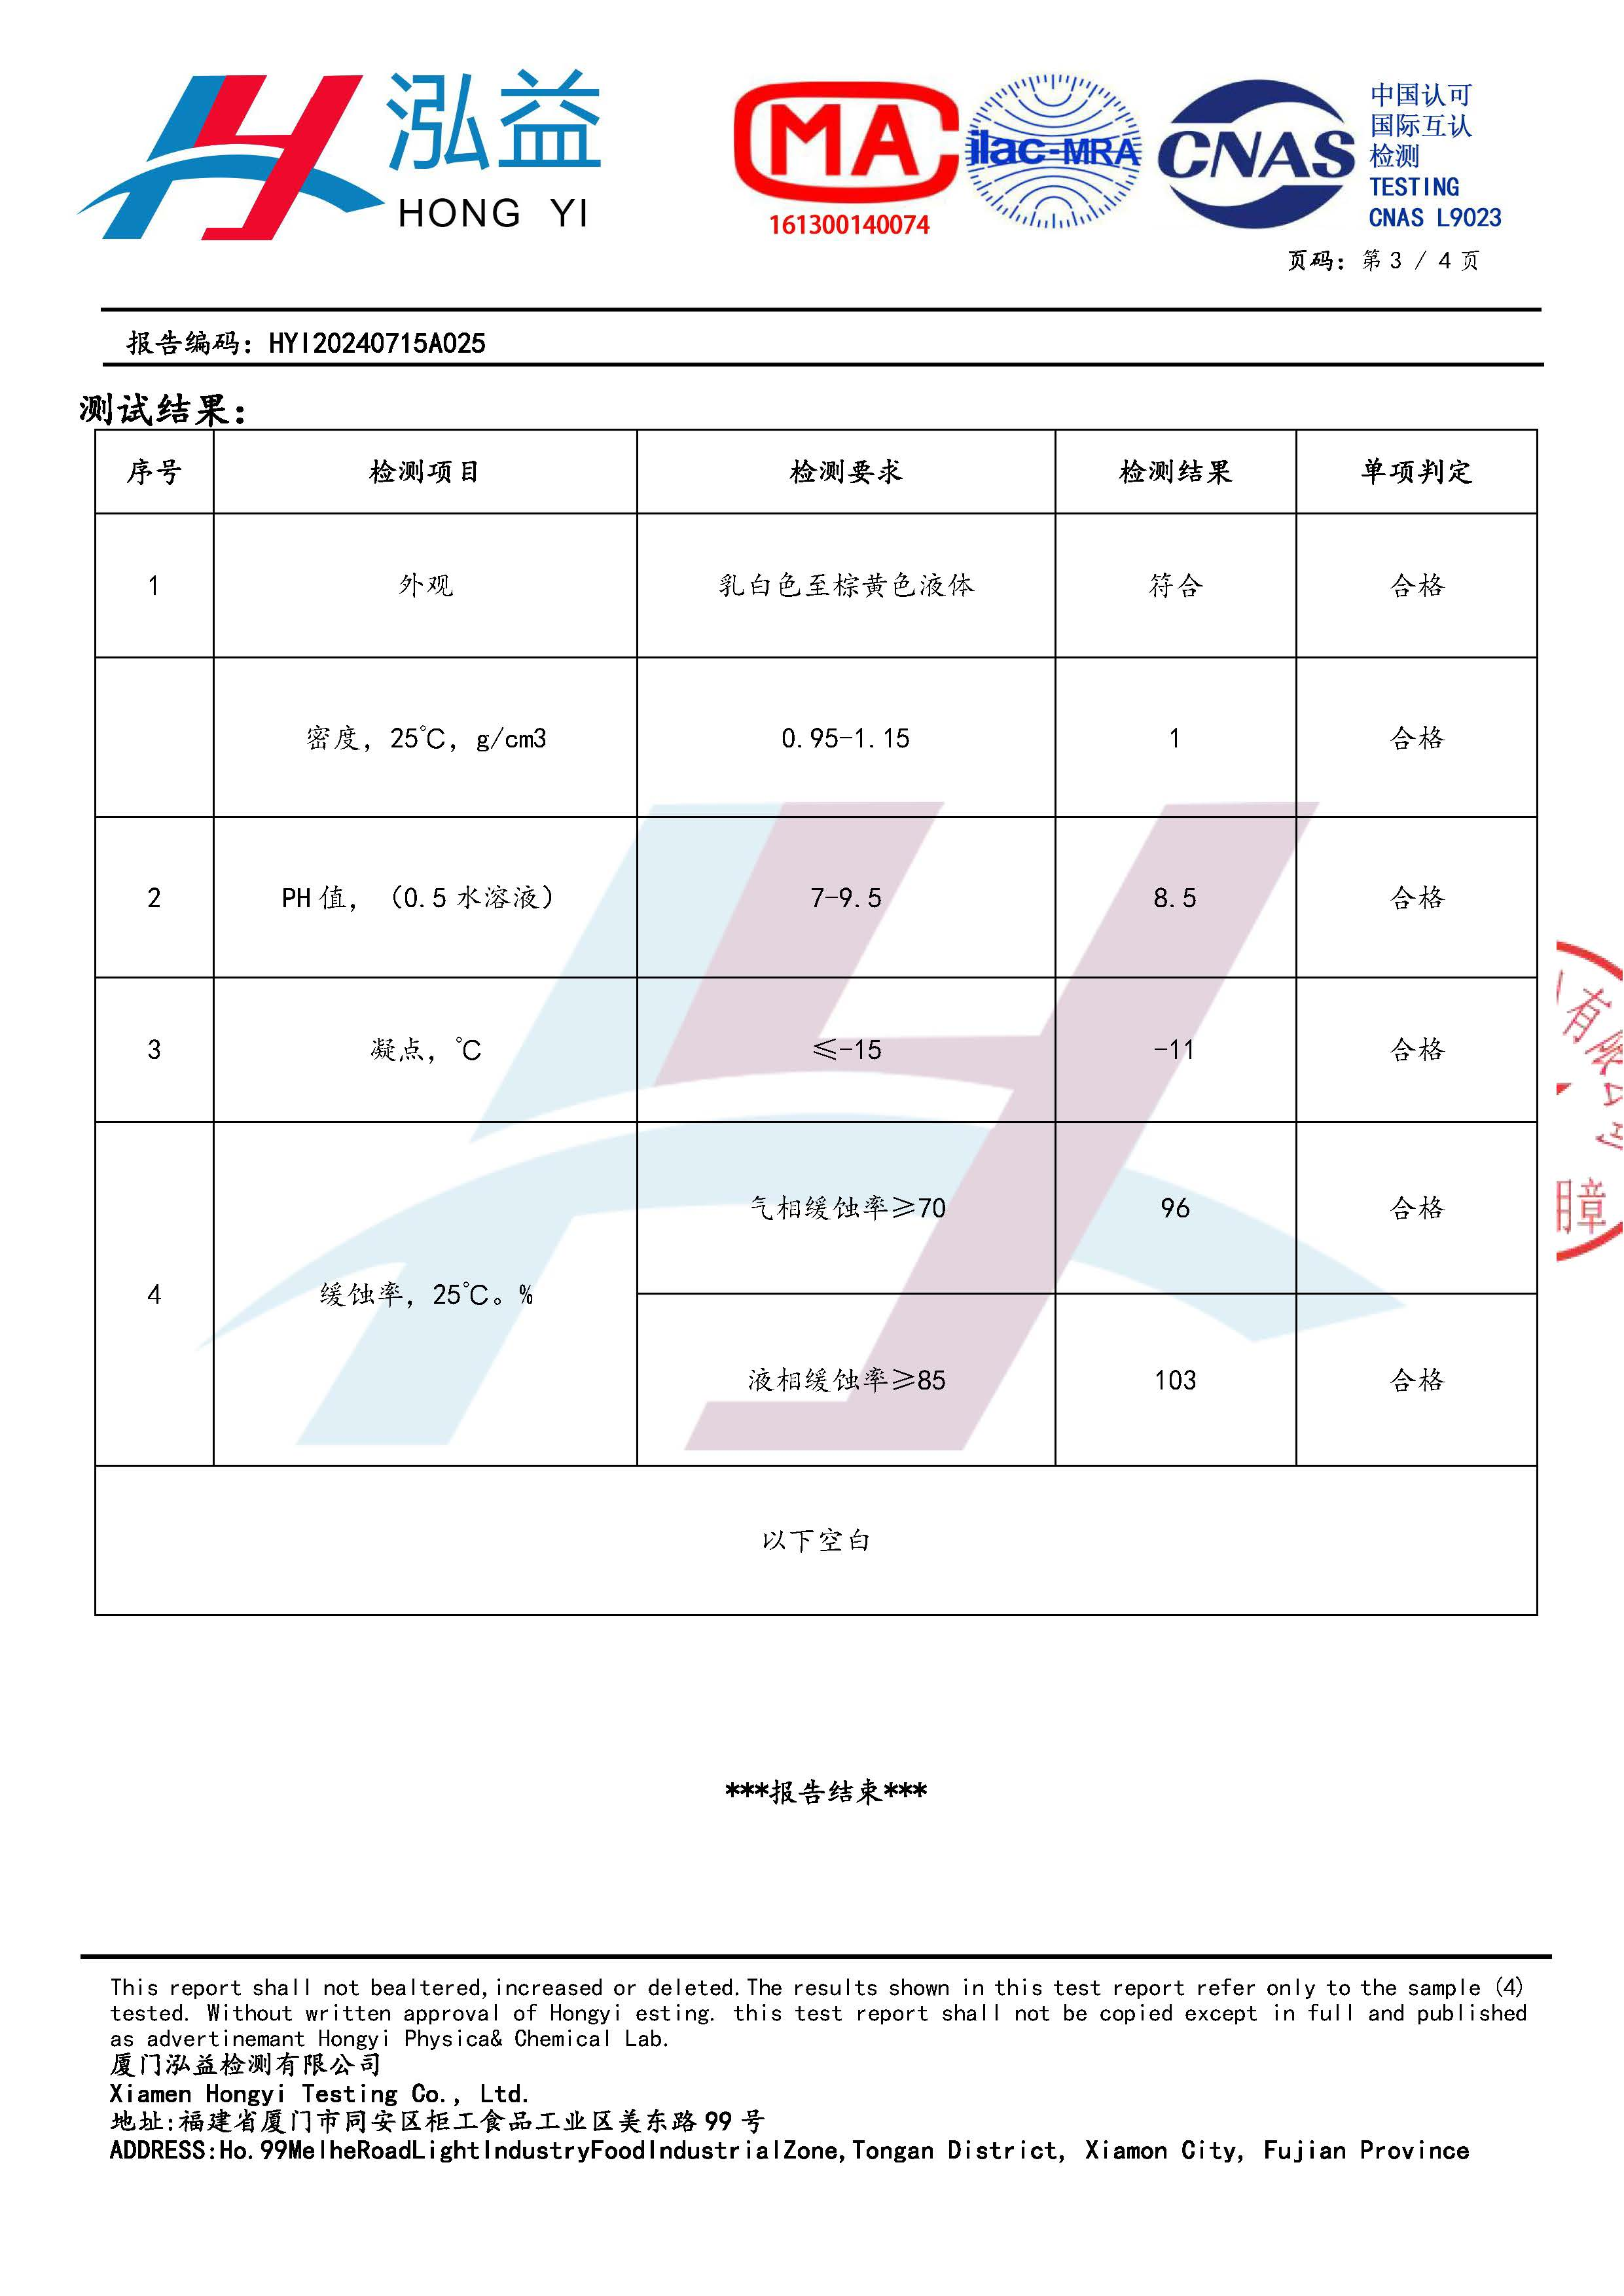 泓益
HONG YI
MA
161300140074
ilac-MRA
CNAS
中国认可
国际互认
检测
TESTING
CNAS L9023
页码：第 3 / 4 页
报告编码：HYI20240715A025
测试结果：
序号 检测项目 检测要求 检测结果 单项判定
1 外观 乳白色至棕黄色液体 符合 合格
密度，25℃，g/cm3 0.95-1.15 1 合格
2 PH 值，（0.5 水溶液） 7-9.5 8.5 合格
3 凝点，℃ ≤-15 -11 合格
4 缓蚀率，25℃。% 气相缓蚀率≥70 96 合格
液相缓蚀率≥85 103 合格
以下空白
有限公司
章
***报告结束***
This report shall not bealtered,increased or deleted.The results shown in this test report refer only to the sample (4)
tested. Without written approval of Hongyi esting. this test report shall not be copied except in full and published
as advertinemant Hongyi Physica& Chemical Lab.
厦门泓益检测有限公司
Xiamen Hongyi Testing Co., Ltd.
地址:福建省厦门市同安区柜工食品工业区美东路 99 号
ADDRESS:Ho.99MelheRoadLightIndustryFoodIndustrialZone,Tongan District, Xiamon City, Fujian Province